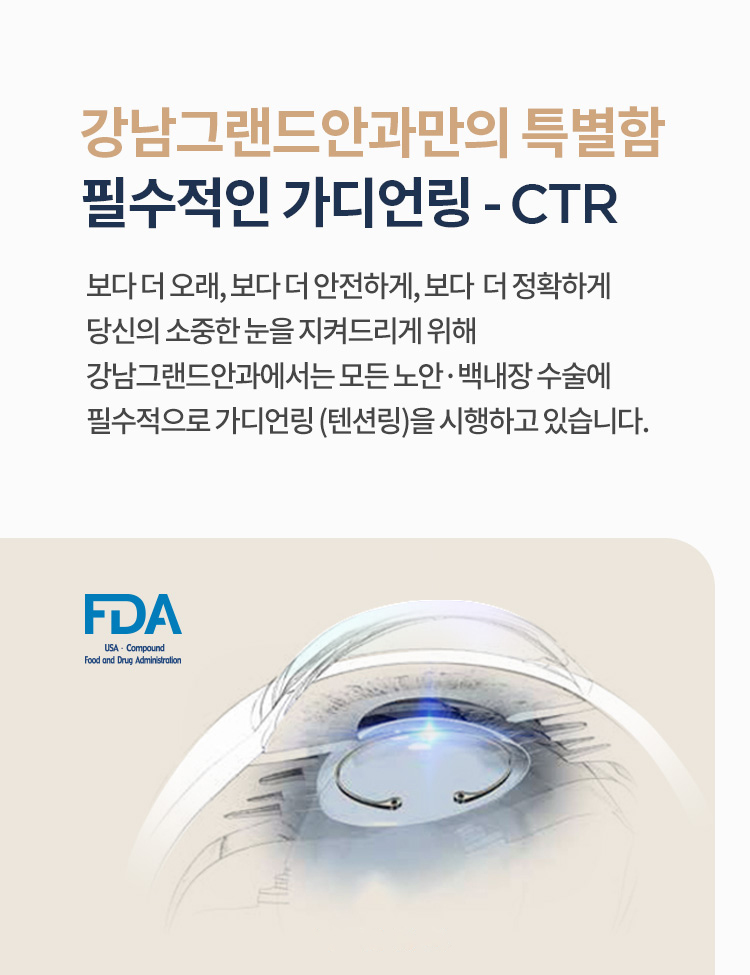 강남그랜드안과만의 특별함
필수적인 가디언링 - CTR
보다 더 오래, 보다 더 안전하게, 보다 더 정확하게
당신의 소중한 눈을 지켜드리게 위해
강남그랜드안과에서는 모든 노안·백내장 수술에
필수적으로 가디언링 (텐션링)을 시행하고 있습니다.
FDA
USA · Compound
Food and Drug Administration